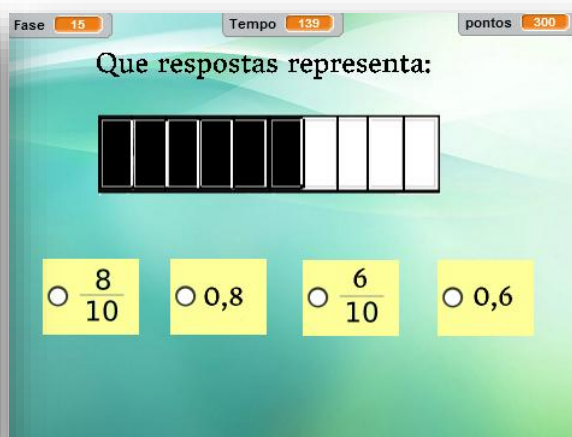 Fase 15 Tempo 139 pontos 300
Que respostas representa:
8/10 0,8 6/10 0,6